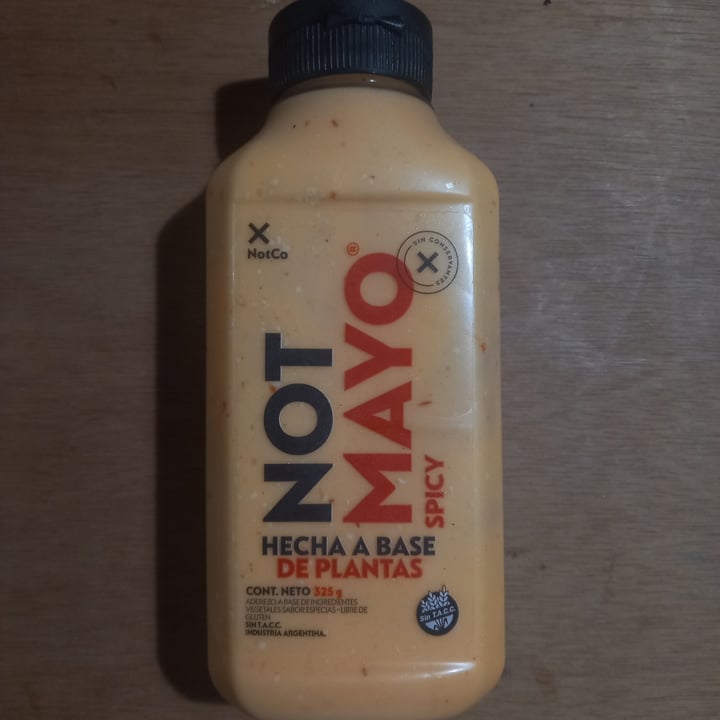 NotCo
SIN CONSERVANTES
NOT
MAYO®
SPICY
HECHA A BASE
DE PLANTAS
CONT. NETO 325 g
ADEREZO A BASE DE INGREDIENTES
VEGETALES SABOR ESPECIAS - LIBRE DE
GLUTEN
SIN T.A.C.C.
INDUSTRIA ARGENTINA.
Sin T.A.C.C.